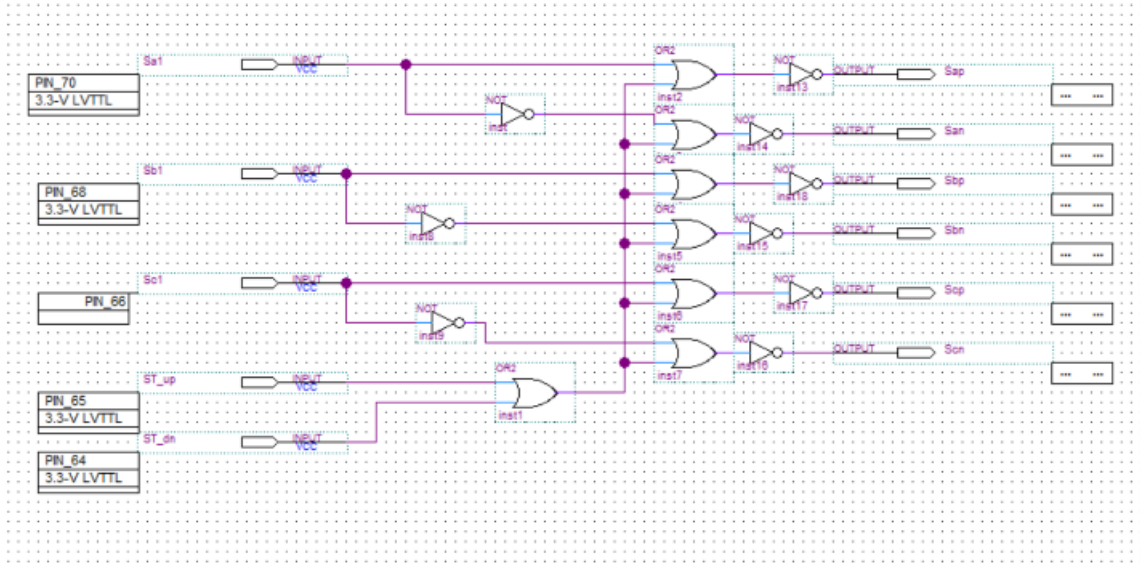 Sa1
INPUT
VCC
PIN_70
3.3-V LVTTL
OR2
inst2
NOT
inst13
OUTPUT
Sap
... ...
NOT
inst
OR2
NOT
inst14
OUTPUT
San
... ...
Sb1
INPUT
VCC
PIN_68
3.3-V LVTTL
OR2
NOT
inst18
OUTPUT
Sbp
... ...
NOT
inst8
OR2
inst5
NOT
inst15
OUTPUT
Sbn
... ...
Sc1
INPUT
VCC
PIN_66
OR2
inst6
NOT
inst17
OUTPUT
Scp
... ...
NOT
inst9
OR2
inst7
NOT
inst16
OUTPUT
Scn
... ...
ST_up
INPUT
VCC
PIN_65
3.3-V LVTTL
OR2
inst1
ST_dn
INPUT
VCC
PIN_64
3.3-V LVTTL